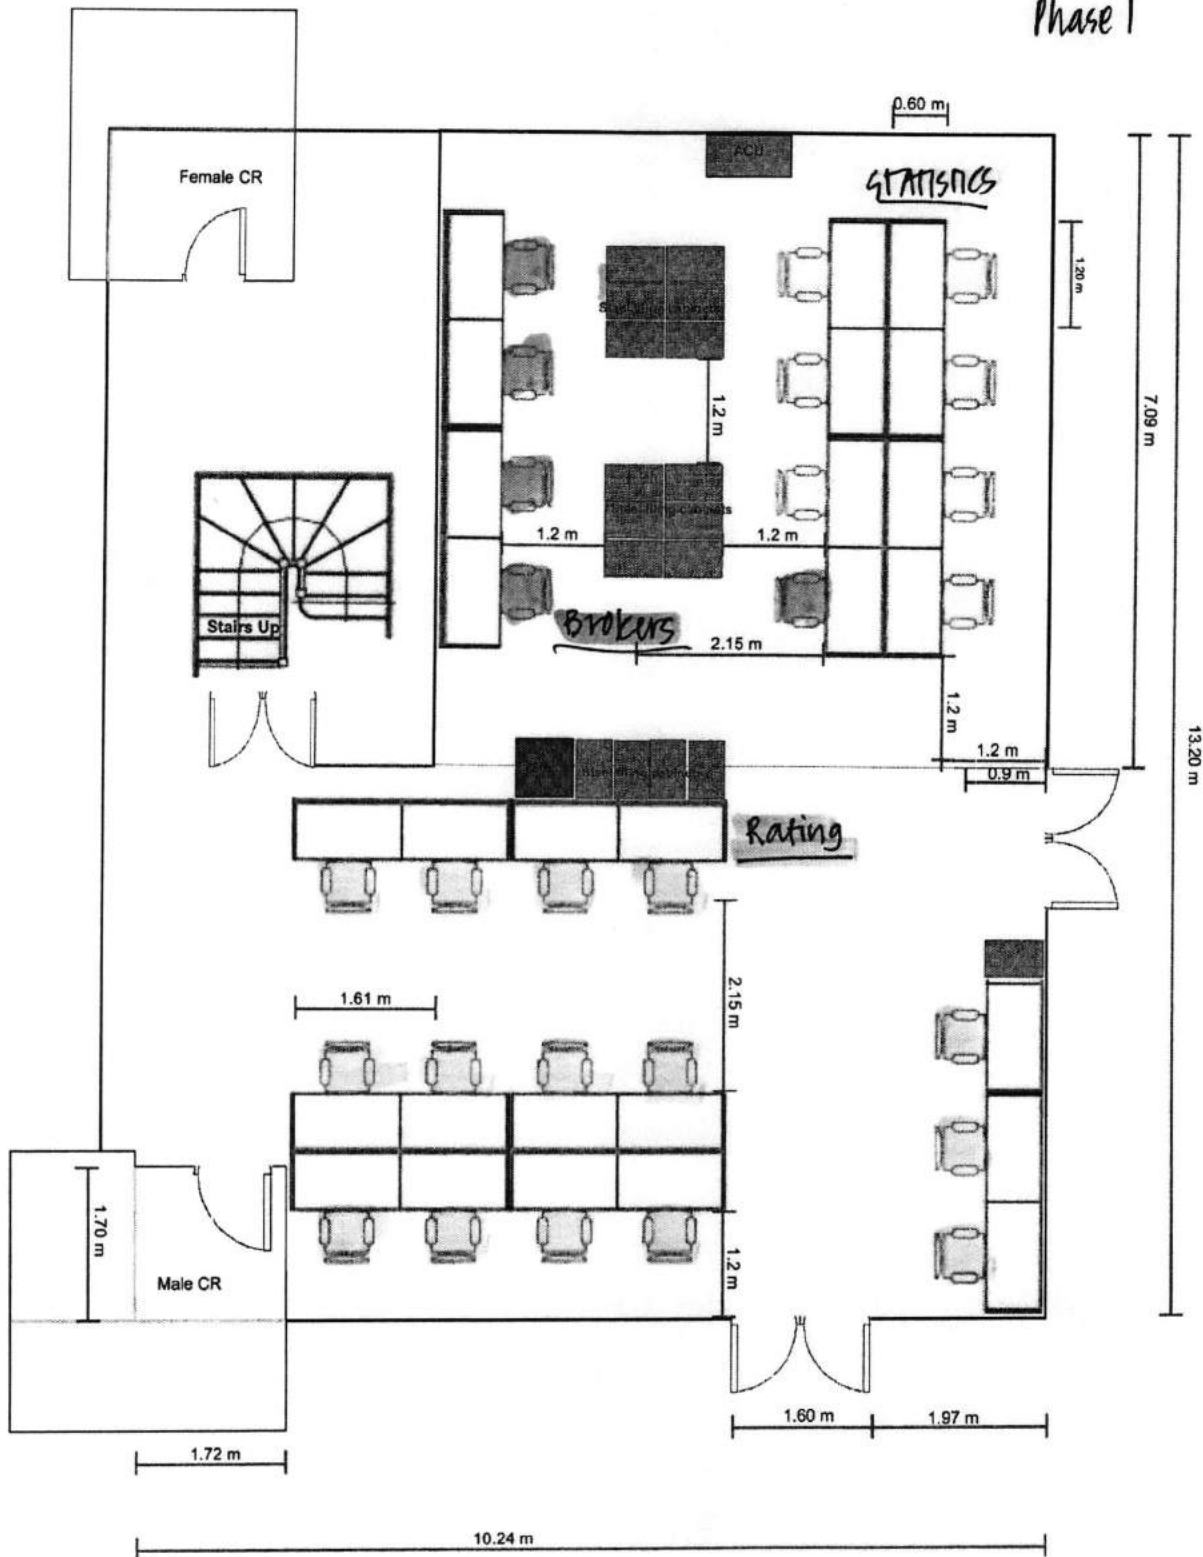 Phase 1
0.60 m
ACU
STATISTICS
Female CR
1.20 m
7.09 m
1.2 m
1.2 m
1.2 m
Stairs Up
Brokers
2.15 m
1.2 m
13.20 m
1.2 m
0.9 m
Rating
2.15 m
1.61 m
1.70 m
Male CR
1.2 m
1.60 m
1.97 m
1.72 m
10.24 m